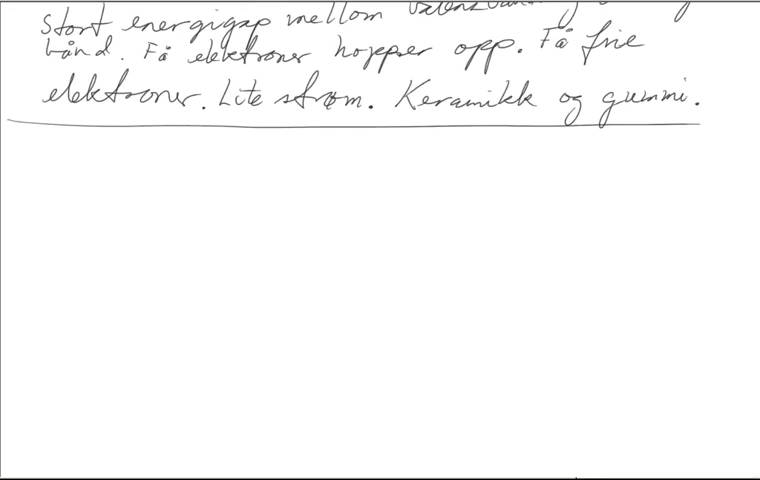 stort energigap mellom
bånd. Få elektroner hopper opp. Få frie
elektroner. Lite strøm. Keramikk og gummi.